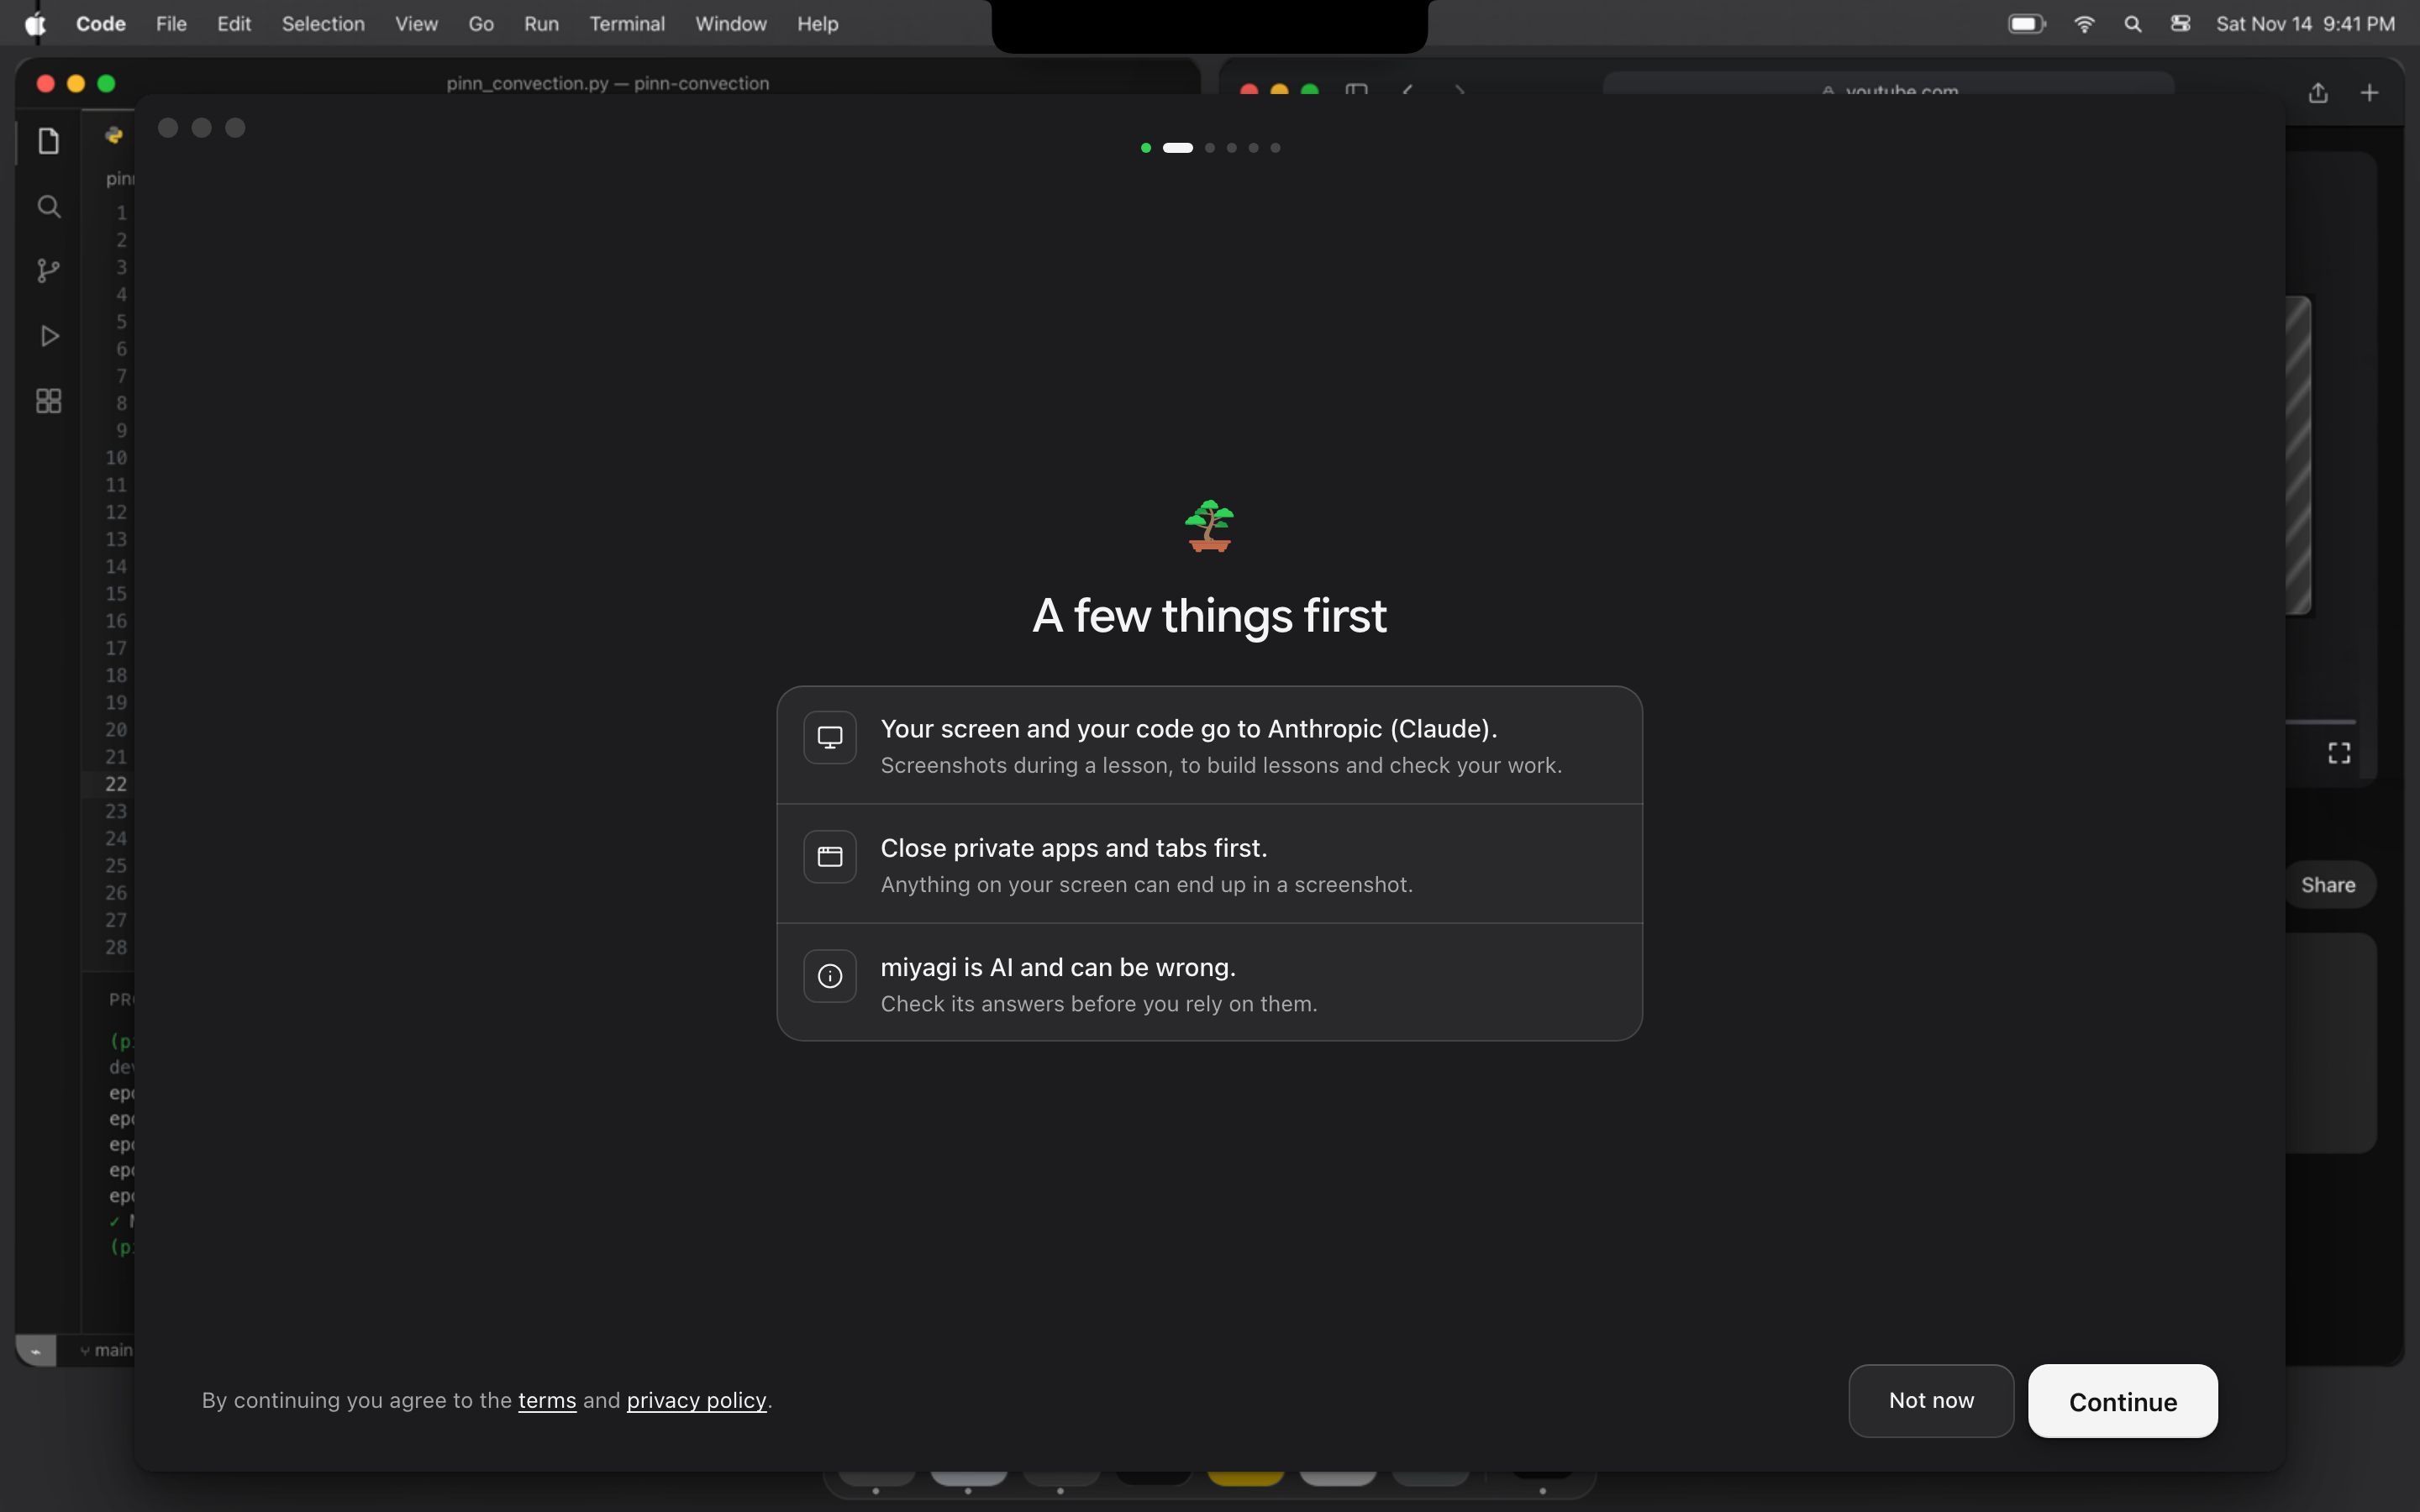 Code File Edit Selection View Go Run Terminal Window Help
Sat Nov 14 9:41 PM
pinn_convection.py — pinn-convection
youtube.com
1
2
3
4
5
6
7
8
9
10
11
12
13
14
15
16
17
18
19
20
21
22
23
24
25
26
27
28
main
A few things first
Your screen and your code go to Anthropic (Claude).
Screenshots during a lesson, to build lessons and check your work.
Close private apps and tabs first.
Anything on your screen can end up in a screenshot.
miyagi is AI and can be wrong.
Check its answers before you rely on them.
Share
By continuing you agree to the terms and privacy policy.
Not now
Continue